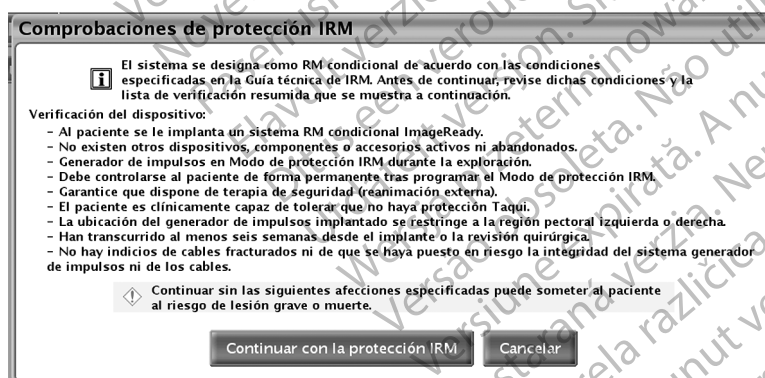 Comprobaciones de protección IRM
El sistema se designa como RM condicional de acuerdo con las condiciones
especificadas en la Guía técnica de IRM. Antes de continuar, revise dichas condiciones y la
lista de verificación resumida que se muestra a continuación.
Verificación del dispositivo:
- Al paciente se le implanta un sistema RM condicional ImageReady.
- No existen otros dispositivos, componentes o accesorios activos ni abandonados.
- Generador de impulsos en Modo de protección IRM durante la exploración.
- Debe controlarse al paciente de forma permanente tras programar el Modo de protección IRM.
- Garantice que dispone de terapia de seguridad (reanimación externa).
- El paciente es clínicamente capaz de tolerar que no haya protección Taqui.
- La ubicación del generador de impulsos implantado se restringe a la región pectoral izquierda o derecha.
- Han transcurrido al menos seis semanas desde el implante o la revisión quirúrgica.
- No hay indicios de cables fracturados ni de que se haya puesto en riesgo la integridad del sistema generador
de impulsos ni de los cables.
Continuar sin las siguientes afecciones especificadas puede someter al paciente
al riesgo de lesión grave o muerte.
Continuar con la protección IRM
Cancelar